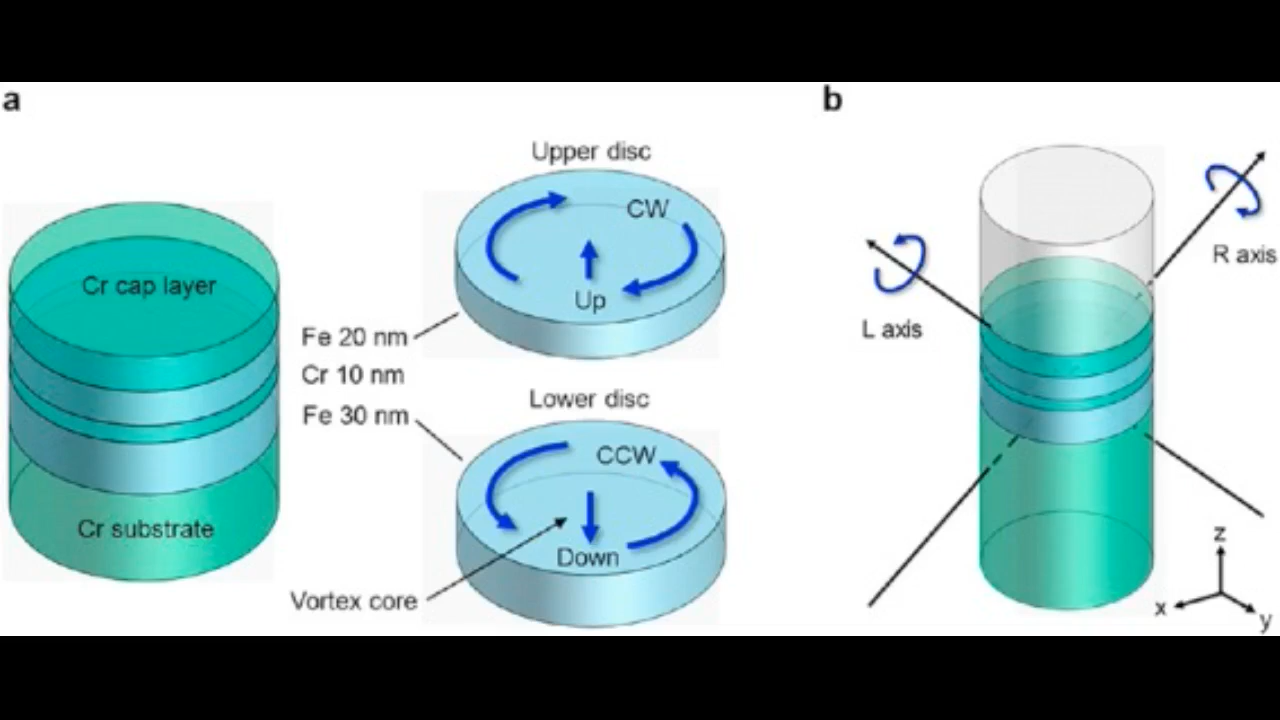 a
Cr cap layer
Cr substrate
Upper disc
CW
Up
Fe 20 nm
Cr 10 nm
Fe 30 nm
Lower disc
CCW
Down
Vortex core
b
R axis
L axis
z
x
y